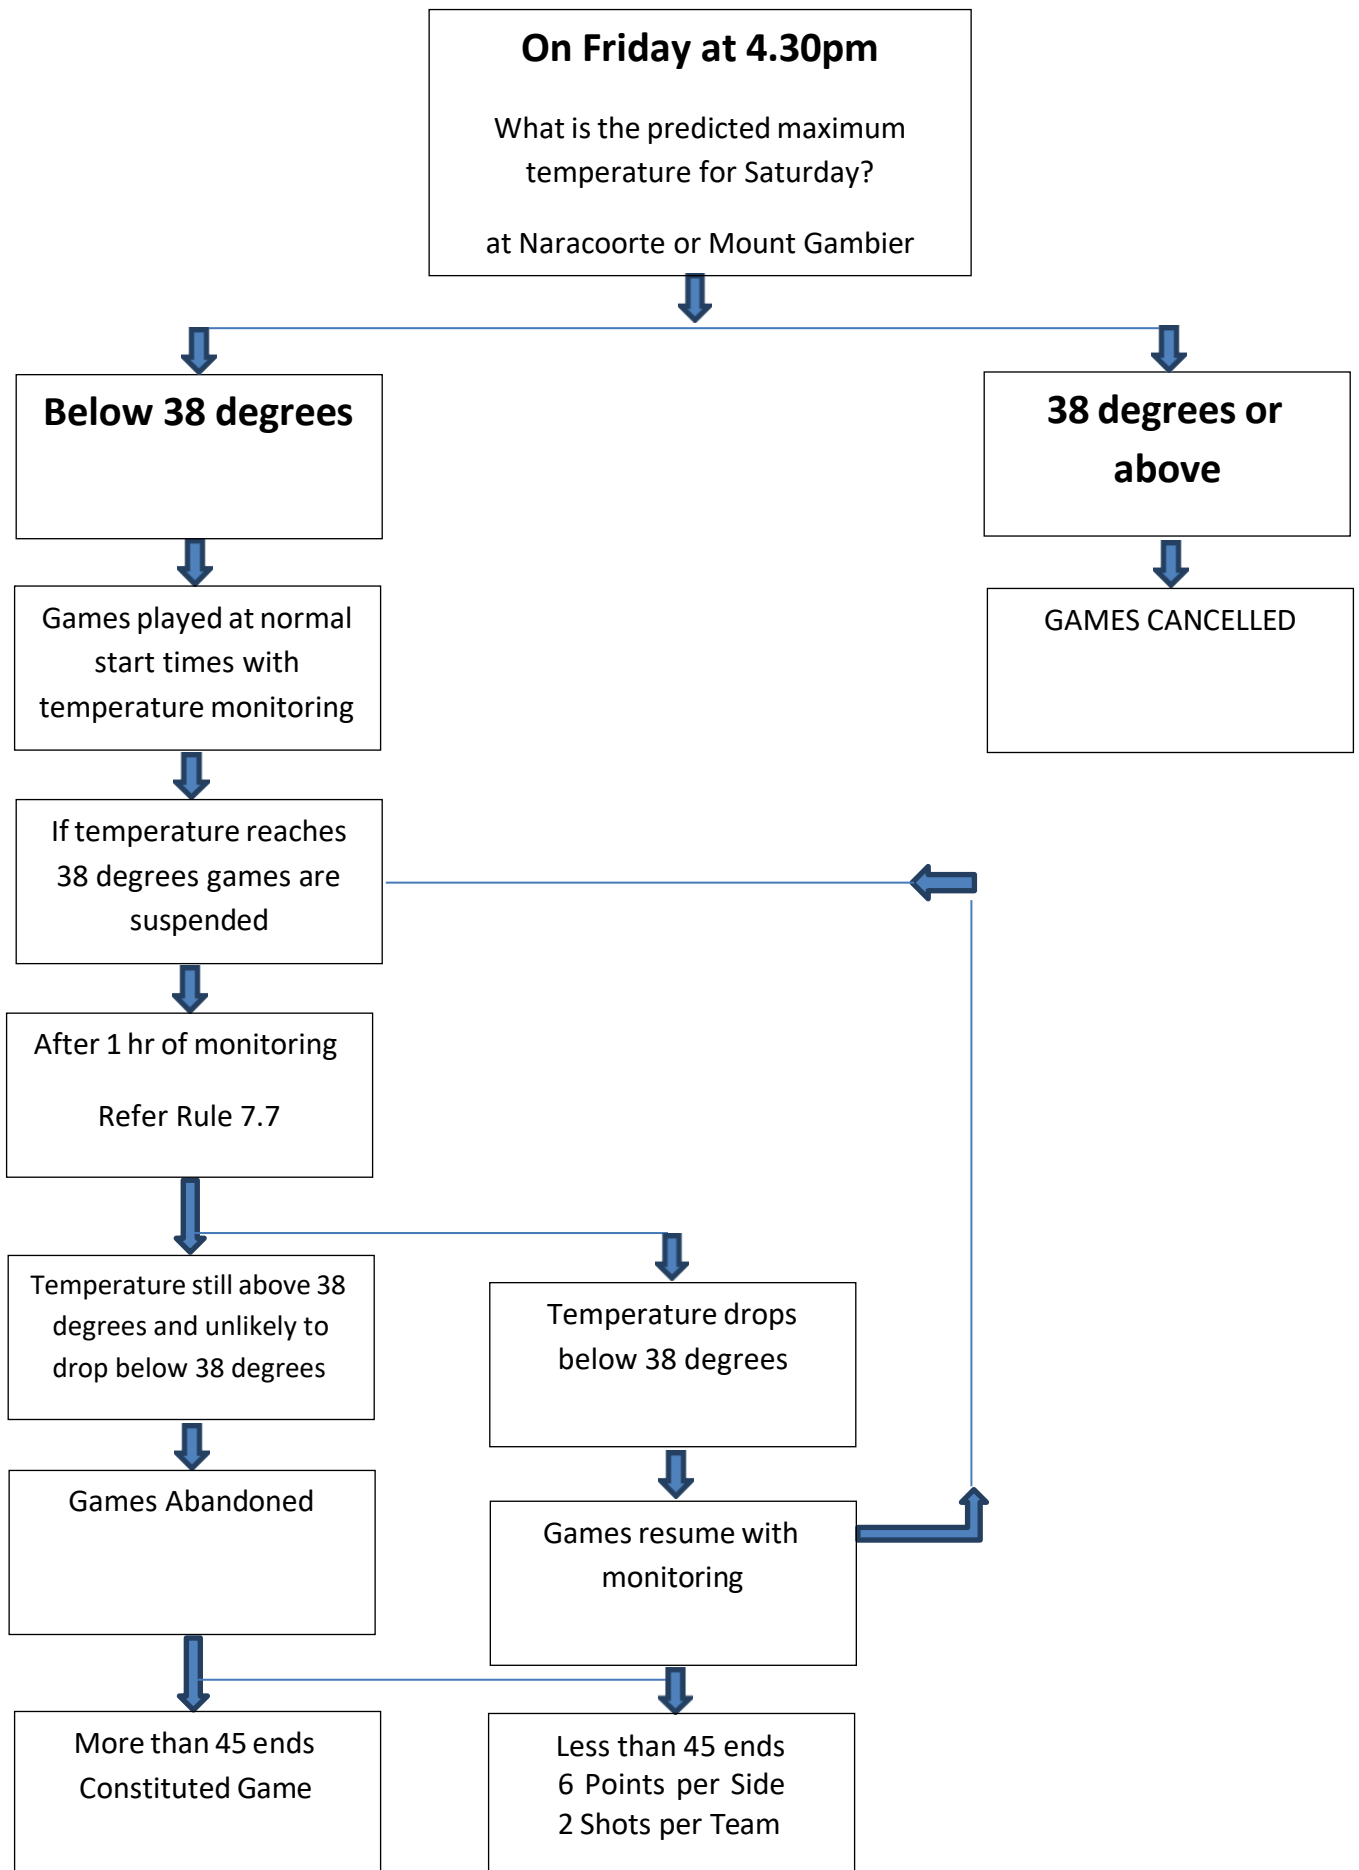 On Friday at 4.30pm
What is the predicted maximum
temperature for Saturday?
at Naracoorte or Mount Gambier
Below 38 degrees
38 degrees or
above
Games played at normal
start times with
temperature monitoring
GAMES CANCELLED
If temperature reaches
38 degrees games are
suspended
After 1 hr of monitoring
Refer Rule 7.7
Temperature still above 38
degrees and unlikely to
drop below 38 degrees
Temperature drops
below 38 degrees
Games Abandoned
Games resume with
monitoring
More than 45 ends
Constituted Game
Less than 45 ends
6 Points per Side
2 Shots per Team